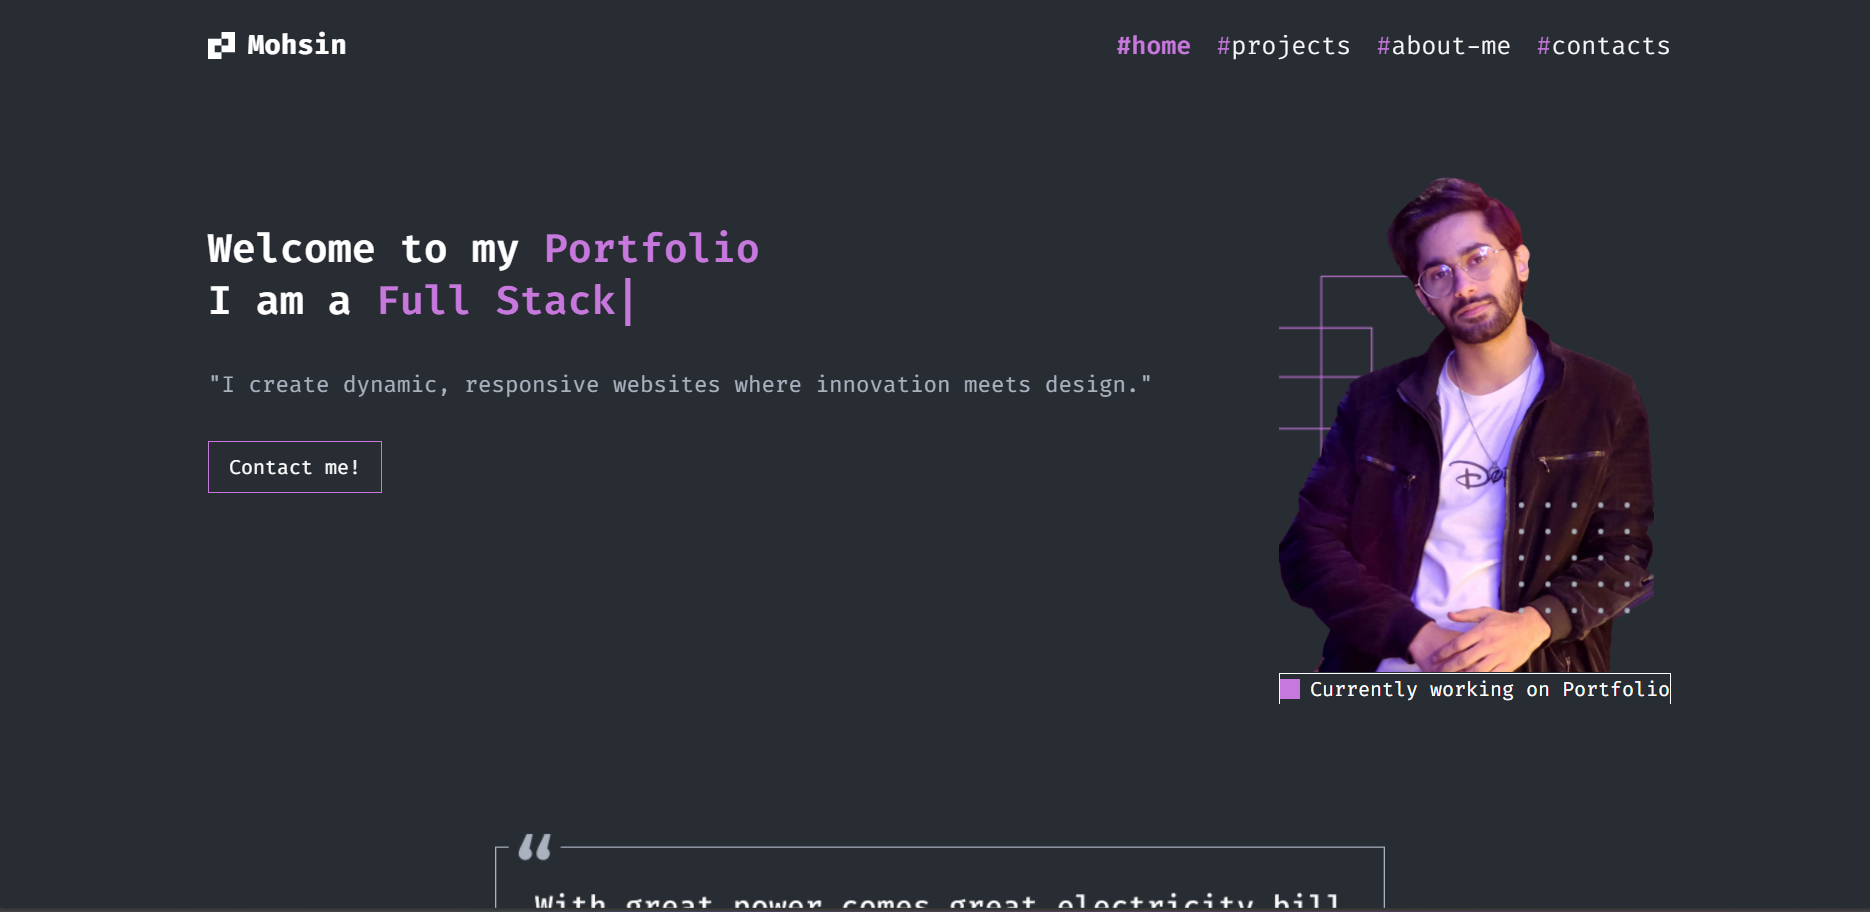 Mohsin
#home #projects #about-me #contacts
Welcome to my Portfolio
I am a Full Stack|
"I create dynamic, responsive websites where innovation meets design."
Contact me!
Currently working on Portfolio
“
With great power comes great electricity bill